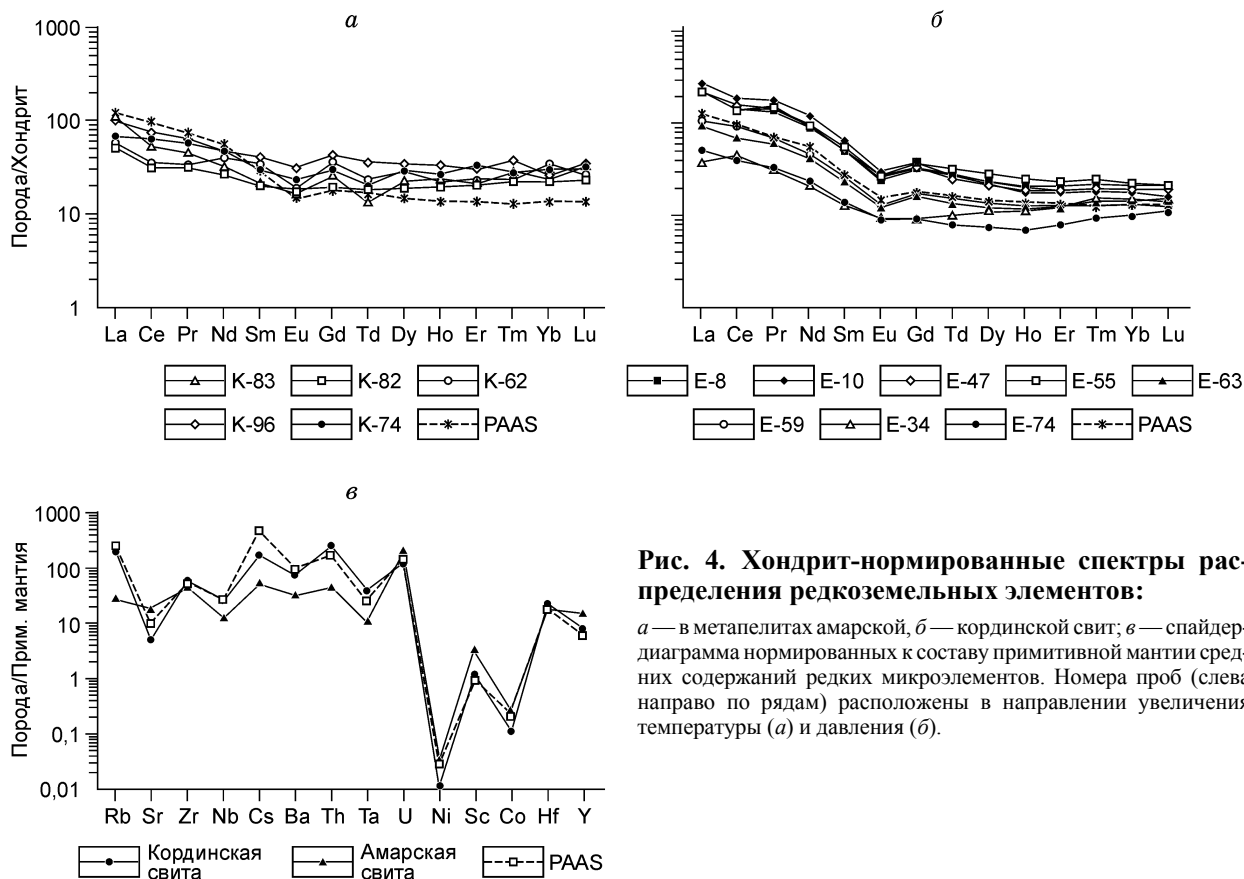 а
б
1000
100
10
1
Порода/Хондрит
La Ce Pr Nd Sm Eu Gd Td Dy Ho Er Tm Yb Lu
La Ce Pr Nd Sm Eu Gd Td Dy Ho Er Tm Yb Lu
К-83 К-82 К-62
К-96 К-74 PAAS
Е-8 Е-10 Е-47 Е-55 Е-63
Е-59 Е-34 Е-74 PAAS
в
1000
100
10
1
0,1
0,01
Порода/Прим. мантия
Rb Sr Zr Nb Cs Ba Th Ta U Ni Sc Co Hf Y
Кординская свита
Амарская свита
PAAS
Рис. 4. Хондрит-нормированные спектры рас-
пределения редкоземельных элементов:
а — в метапелитах амарской, б — кординской свит; в — спайдер-
диаграмма нормированных к составу примитивной мантии сред-
них содержаний редких микроэлементов. Номера проб (слева
направо по рядам) расположены в направлении увеличения
температуры (а) и давления (б).